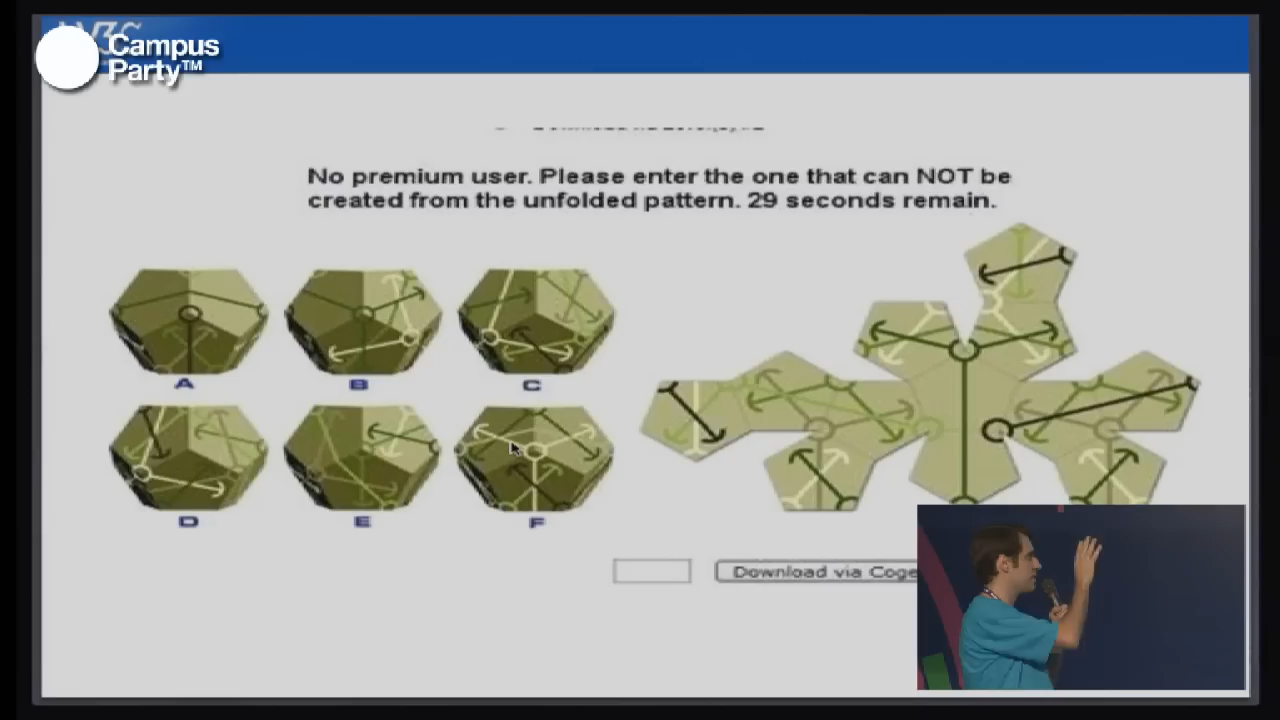 Campus
Party™
No premium user. Please enter the one that can NOT be
created from the unfolded pattern. 29 seconds remain.
A
B
C
D
E
F
Download via Coge